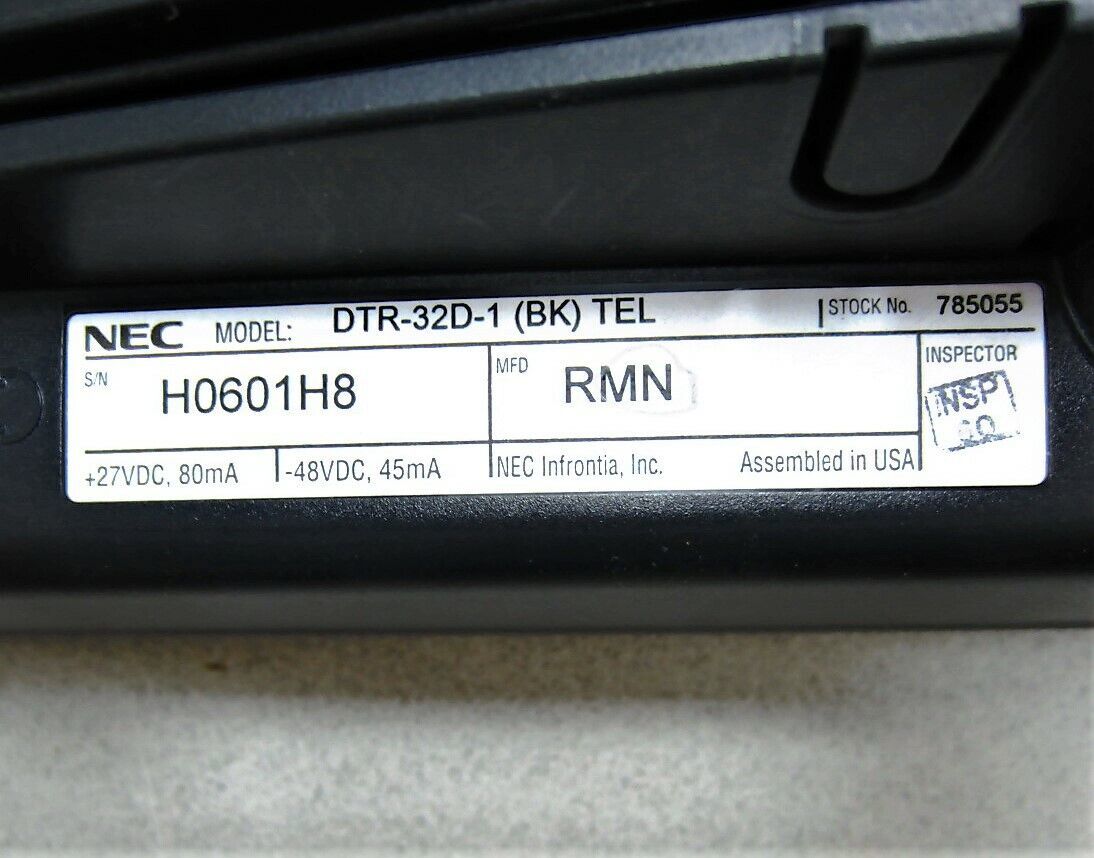 NEC MODEL: DTR-32D-1 (BK) TEL STOCK No. 785055
S/N H0601H8 MFD RMN INSPECTOR
+27VDC, 80mA -48VDC, 45mA NEC Infrontia, Inc. Assembled in USA